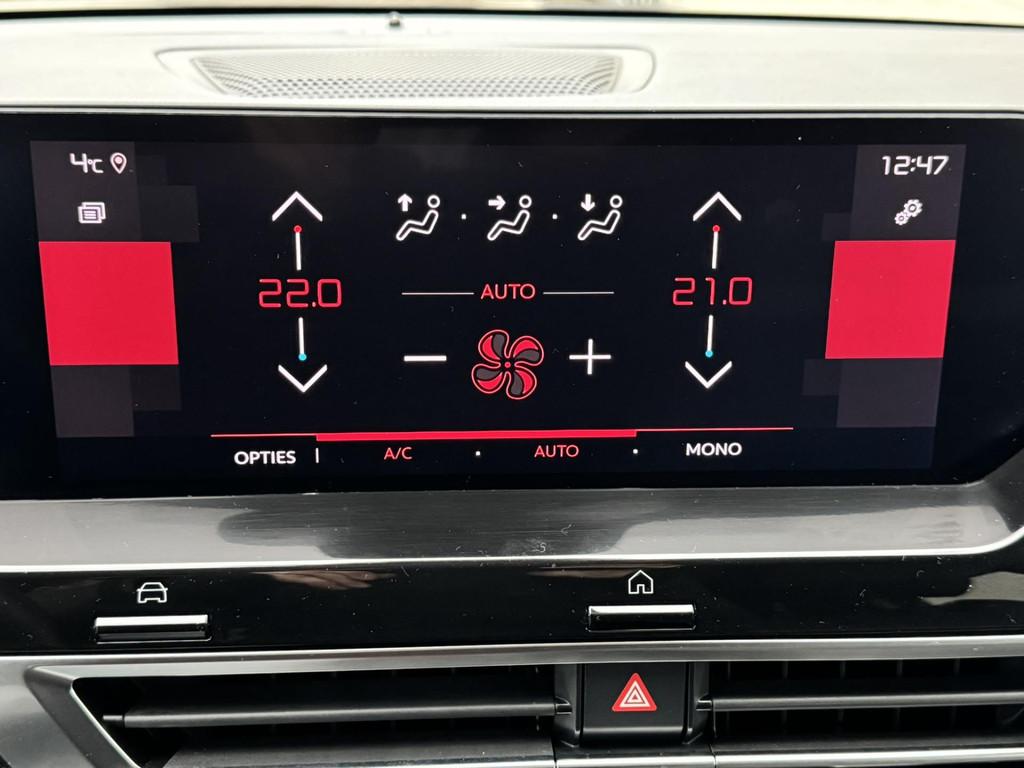 4°C
12:47
22.0
AUTO
21.0
OPTIES | A/C · AUTO · MONO